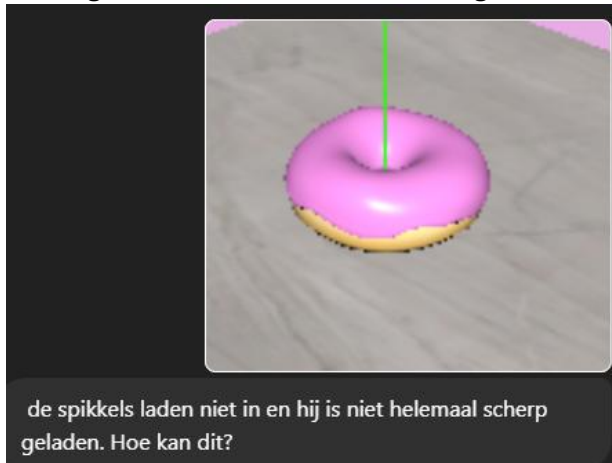 de spikkels laden niet in en hij is niet helemaal scherp
geladen. Hoe kan dit?